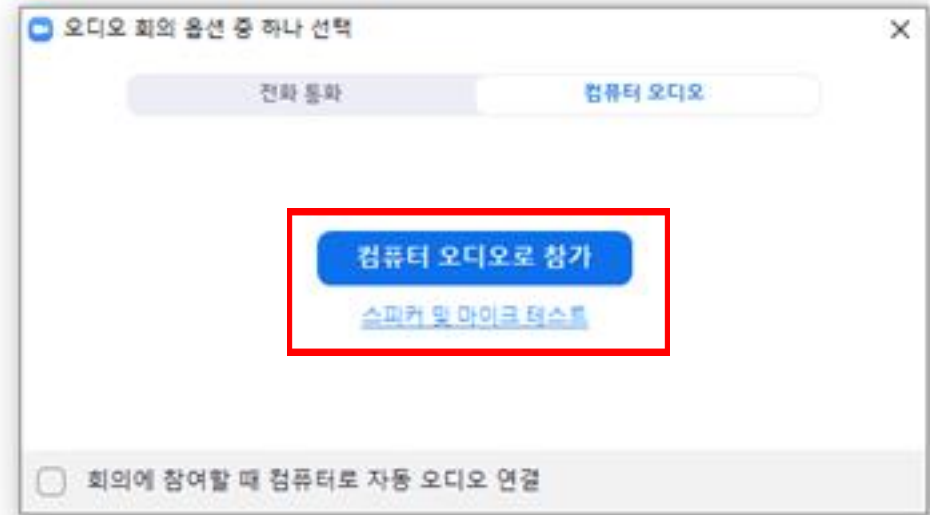 오디오 회의 옵션 중 하나 선택
전화 통화
컴퓨터 오디오
컴퓨터 오디오로 참가
스피커 및 마이크 테스트
회의에 참여할 때 컴퓨터로 자동 오디오 연결